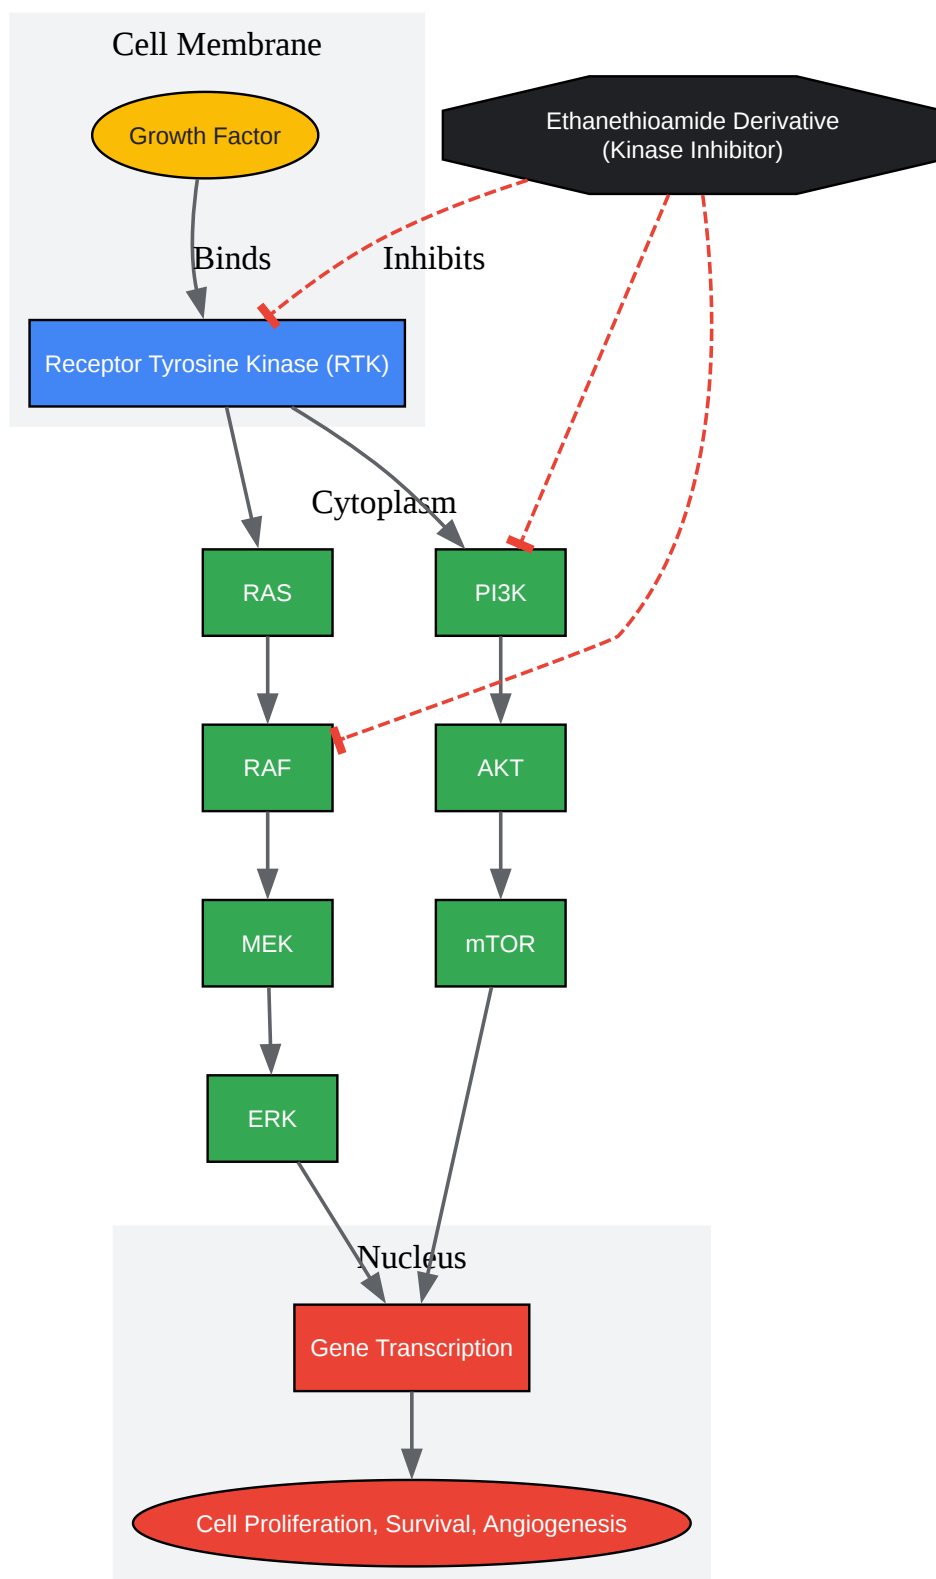 Cell Membrane
Growth Factor
Ethanethioamide Derivative
(Kinase Inhibitor)
Binds
Inhibits
Receptor Tyrosine Kinase (RTK)
Cytoplasm
RAS
PI3K
RAF
AKT
MEK
mTOR
ERK
Nucleus
Gene Transcription
Cell Proliferation, Survival, Angiogenesis